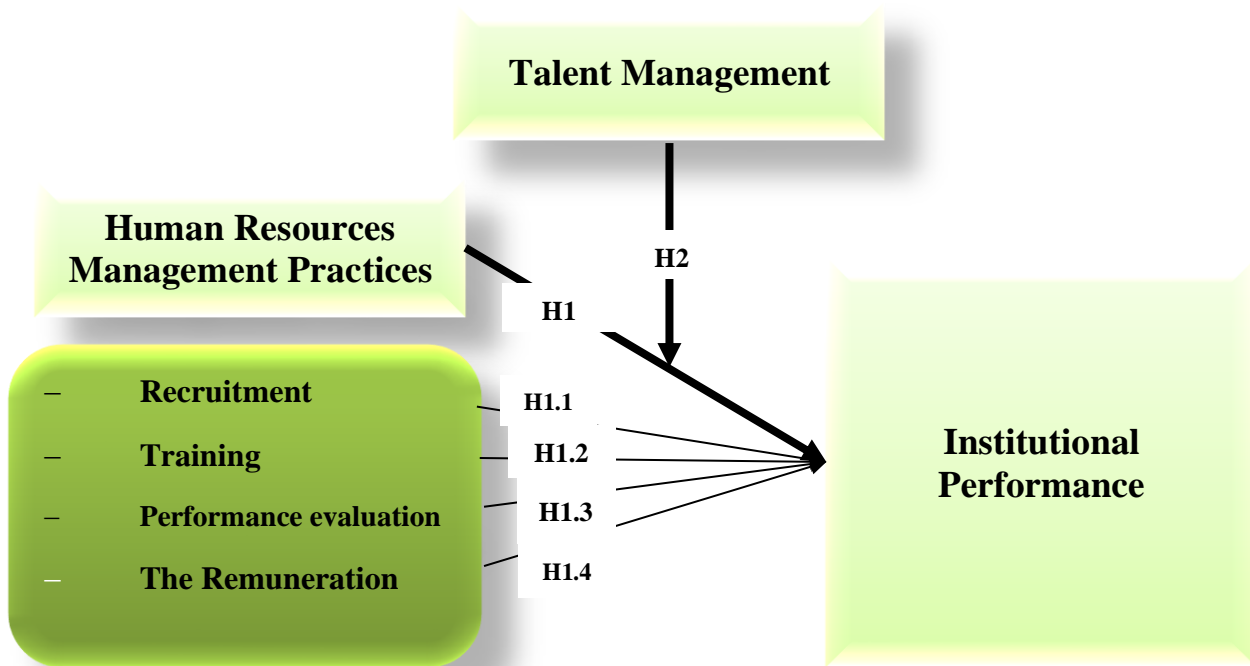 Talent Management
Human Resources
Management Practices
H2
H1
– Recruitment
H1.1
– Training
H1.2
– Performance evaluation
H1.3
– The Remuneration
H1.4
Institutional
Performance